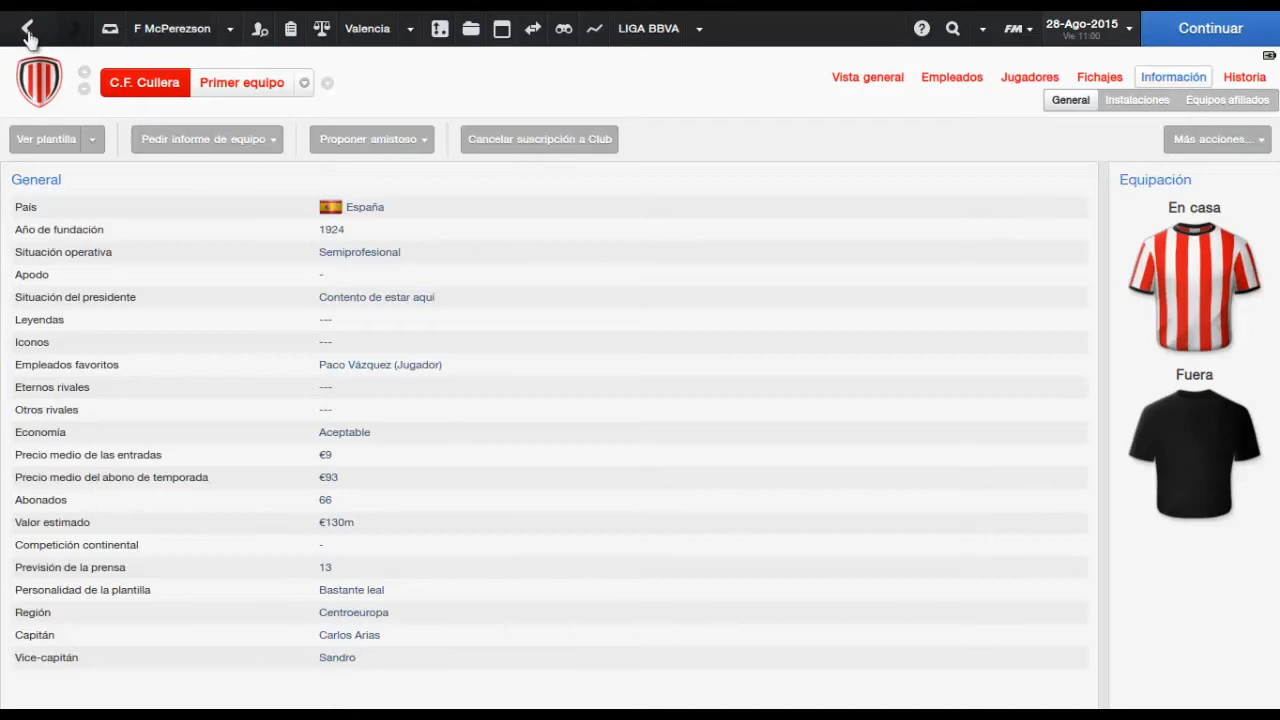 F McPerezson
Valencia
LIGA BBVA
FM
28-Ago-2015
Vie 11:00
Continuar
C.F. Cullera
Primer equipo
Vista general
Empleados
Jugadores
Fichajes
Información
Historia
General
Instalaciones
Equipos afiliados
Ver plantilla
Pedir informe de equipo
Proponer amistoso
Cancelar suscripción a Club
Más acciones...
General
País España
Año de fundación 1924
Situación operativa Semiprofesional
Apodo -
Situación del presidente Contento de estar aquí
Leyendas ---
Iconos ---
Empleados favoritos Paco Vázquez (Jugador)
Eternos rivales ---
Otros rivales ---
Economía Aceptable
Precio medio de las entradas €9
Precio medio del abono de temporada €93
Abonados 66
Valor estimado €130m
Competición continental -
Previsión de la prensa 13
Personalidad de la plantilla Bastante leal
Región Centroeuropa
Capitán Carlos Arias
Vice-capitán Sandro
Equipación
En casa
Fuera